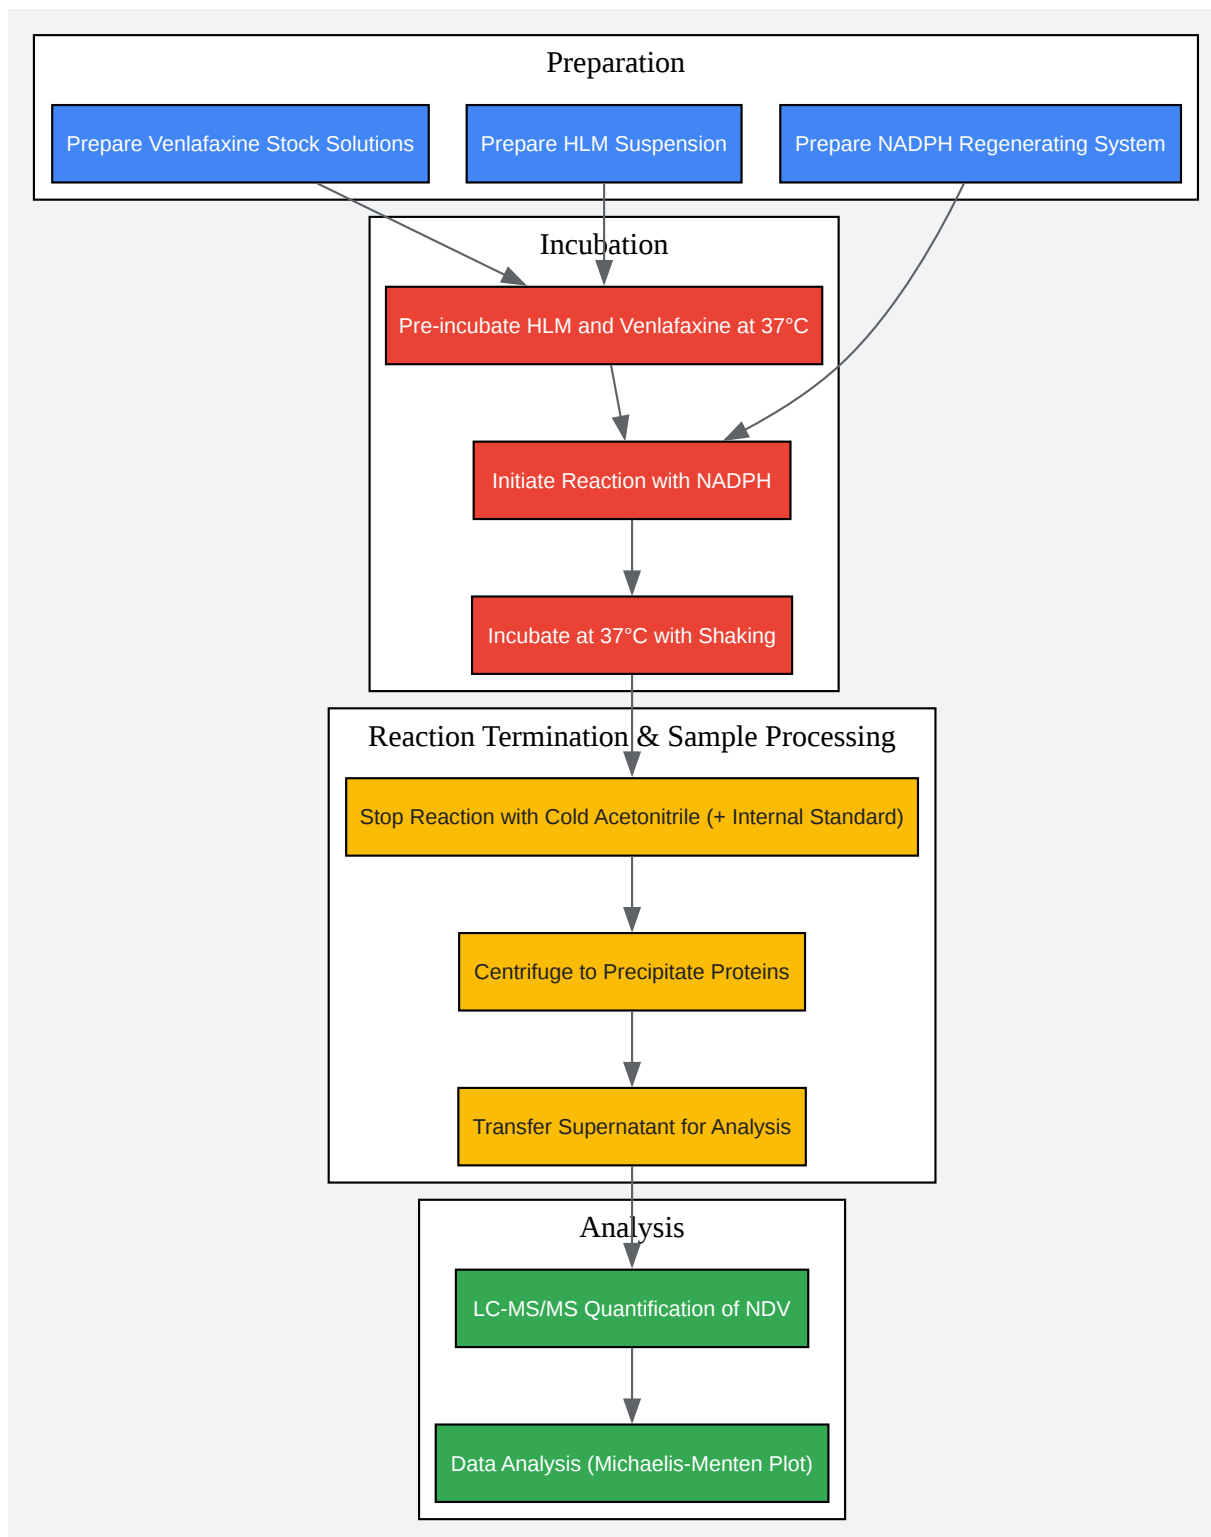 Preparation
Prepare Venlafaxine Stock Solutions
Prepare HLM Suspension
Prepare NADPH Regenerating System
Incubation
Pre-incubate HLM and Venlafaxine at 37°C
Initiate Reaction with NADPH
Incubate at 37°C with Shaking
Reaction Termination & Sample Processing
Stop Reaction with Cold Acetonitrile (+ Internal Standard)
Centrifuge to Precipitate Proteins
Transfer Supernatant for Analysis
Analysis
LC-MS/MS Quantification of NDV
Data Analysis (Michaelis-Menten Plot)